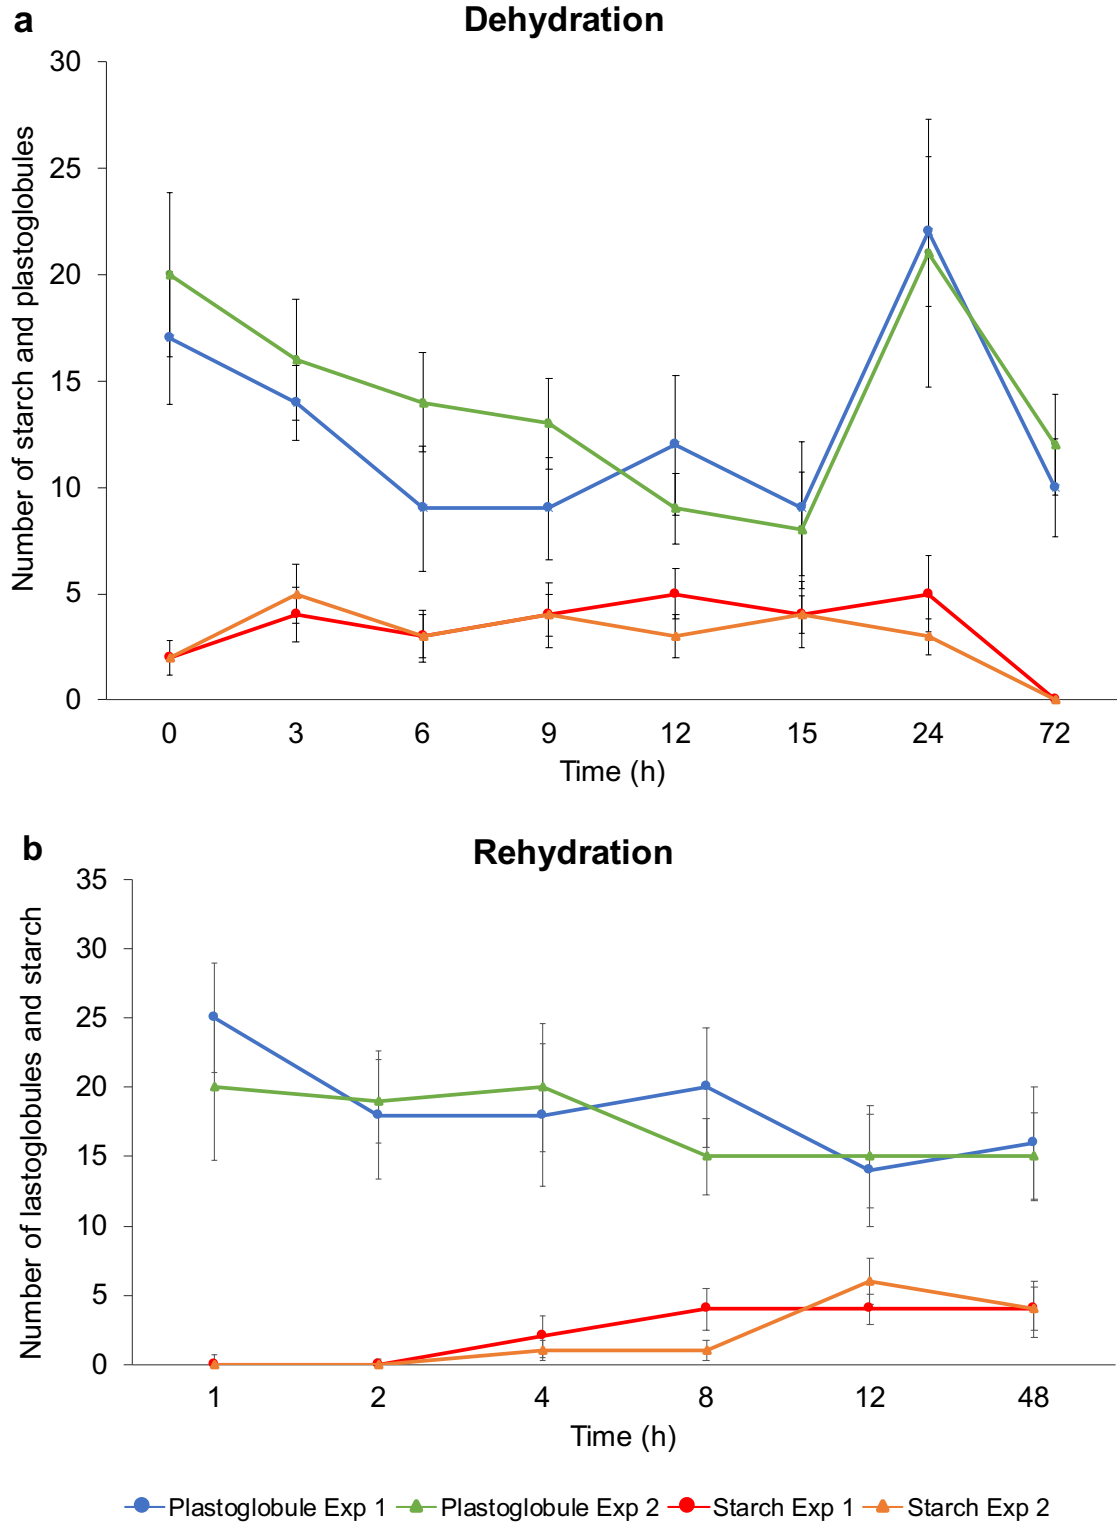 a
Dehydration
Number of starch and plastoglobules
30
25
20
15
10
5
0
0 3 6 9 12 15 24 72
Time (h)
b
Rehydration
Number of lastoglobules and starch
35
30
25
20
15
10
5
0
1 2 4 8 12 48
Time (h)
Plastoglobule Exp 1 Plastoglobule Exp 2 Starch Exp 1 Starch Exp 2